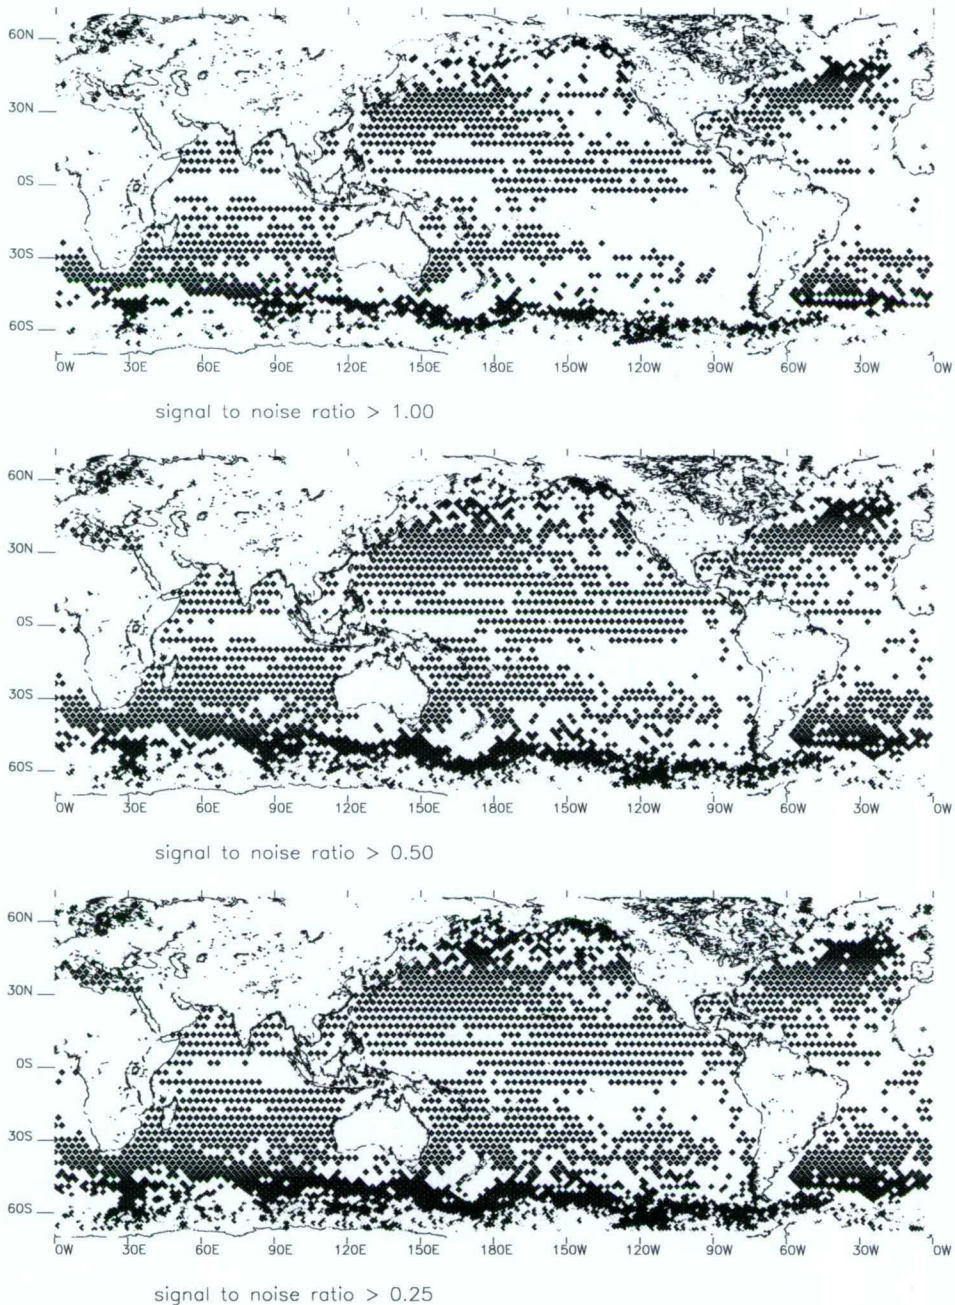 60N
30N
0S
30S
60S
0W 30E 60E 90E 120E 150E 180E 150W 120W 90W 60W 30W 0W
signal to noise ratio > 1.00
60N
30N
0S
30S
60S
0W 30E 60E 90E 120E 150E 180E 150W 120W 90W 60W 30W 0W
signal to noise ratio > 0.50
60N
30N
0S
30S
60S
0W 30E 60E 90E 120E 150E 180E 150W 120W 90W 60W 30W 0W
signal to noise ratio > 0.25